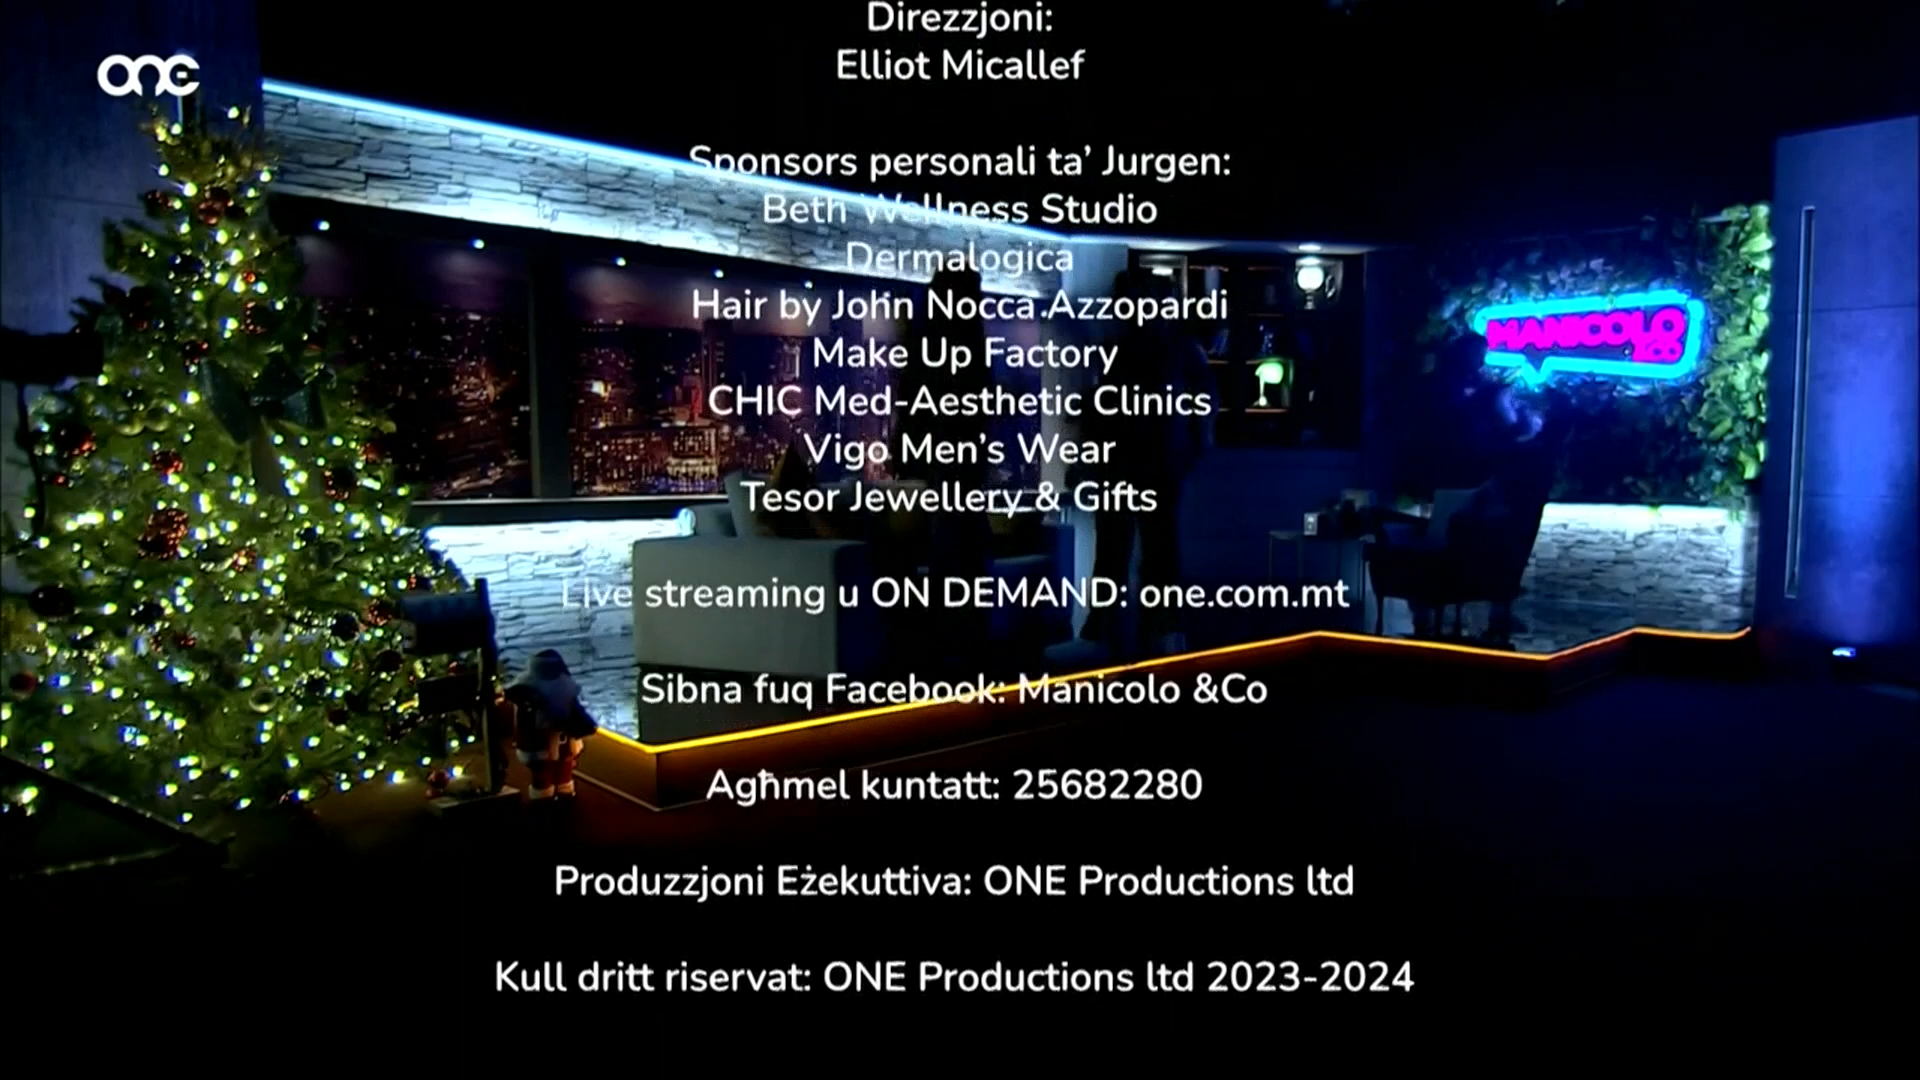 Direzzjoni:
Elliot Micallef
one
Sponsors personali ta’ Jurgen:
Beth Wellness Studio
Dermalogica
Hair by John Nocca Azzopardi
Make Up Factory
CHIC Med-Aesthetic Clinics
Vigo Men’s Wear
Tesor Jewellery & Gifts
MANICOLO
&CO
Live streaming u ON DEMAND: one.com.mt
Sibna fuq Facebook: Manicolo &Co
Agħmel kuntatt: 25682280
Produzzjoni Eżekuttiva: ONE Productions ltd
Kull dritt riservat: ONE Productions ltd 2023-2024